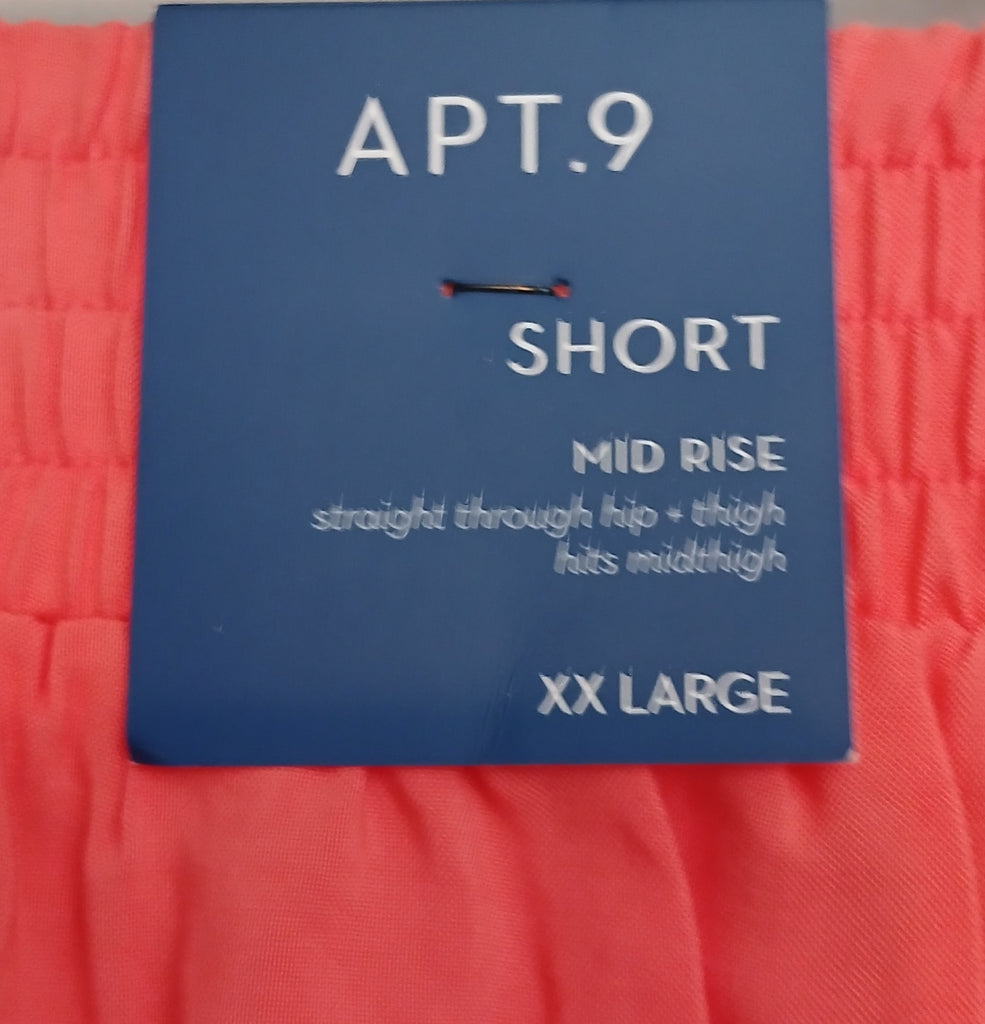 APT.9
SHORT
MID RISE
straight through hip + thigh
hits midthigh
XX LARGE